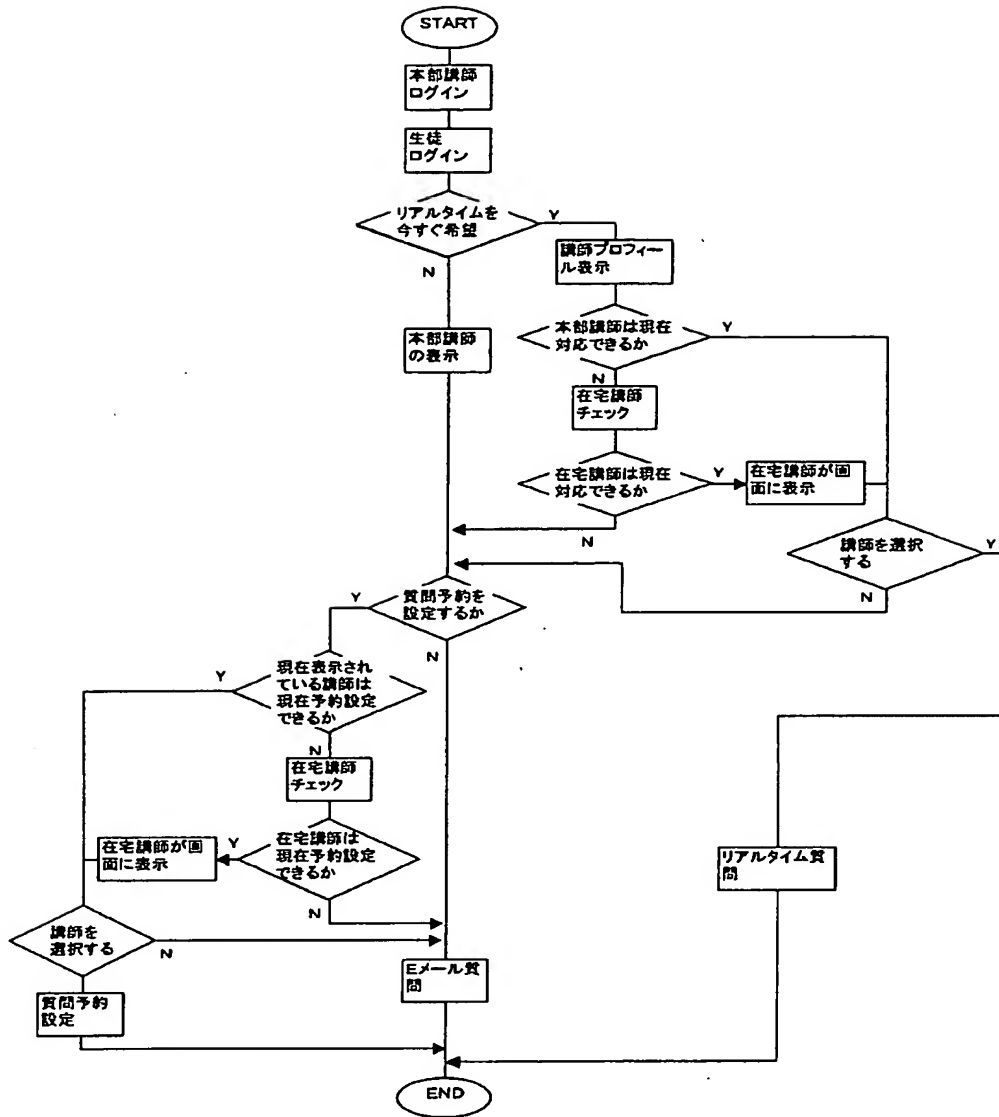 START
本部講師
ログイン
生徒
ログイン
リアルタイムを
今すぐ希望
Y
N
講師プロフィー
ル表示
本部講師
の表示
本部講師は現在
対応できるか
Y
N
在宅講師
チェック
在宅講師は現在
対応できるか
Y
N
在宅講師が画
面に表示
講師を選択
する
Y
N
質問予約を
設定するか
Y
N
現在表示され
ている講師は
現在予約設定
できるか
Y
N
在宅講師
チェック
在宅講師は
現在予約設定
できるか
Y
N
在宅講師が画
面に表示
講師を
選択する
N
質問予約
設定
Eメール質
問
リアルタイム質
問
END